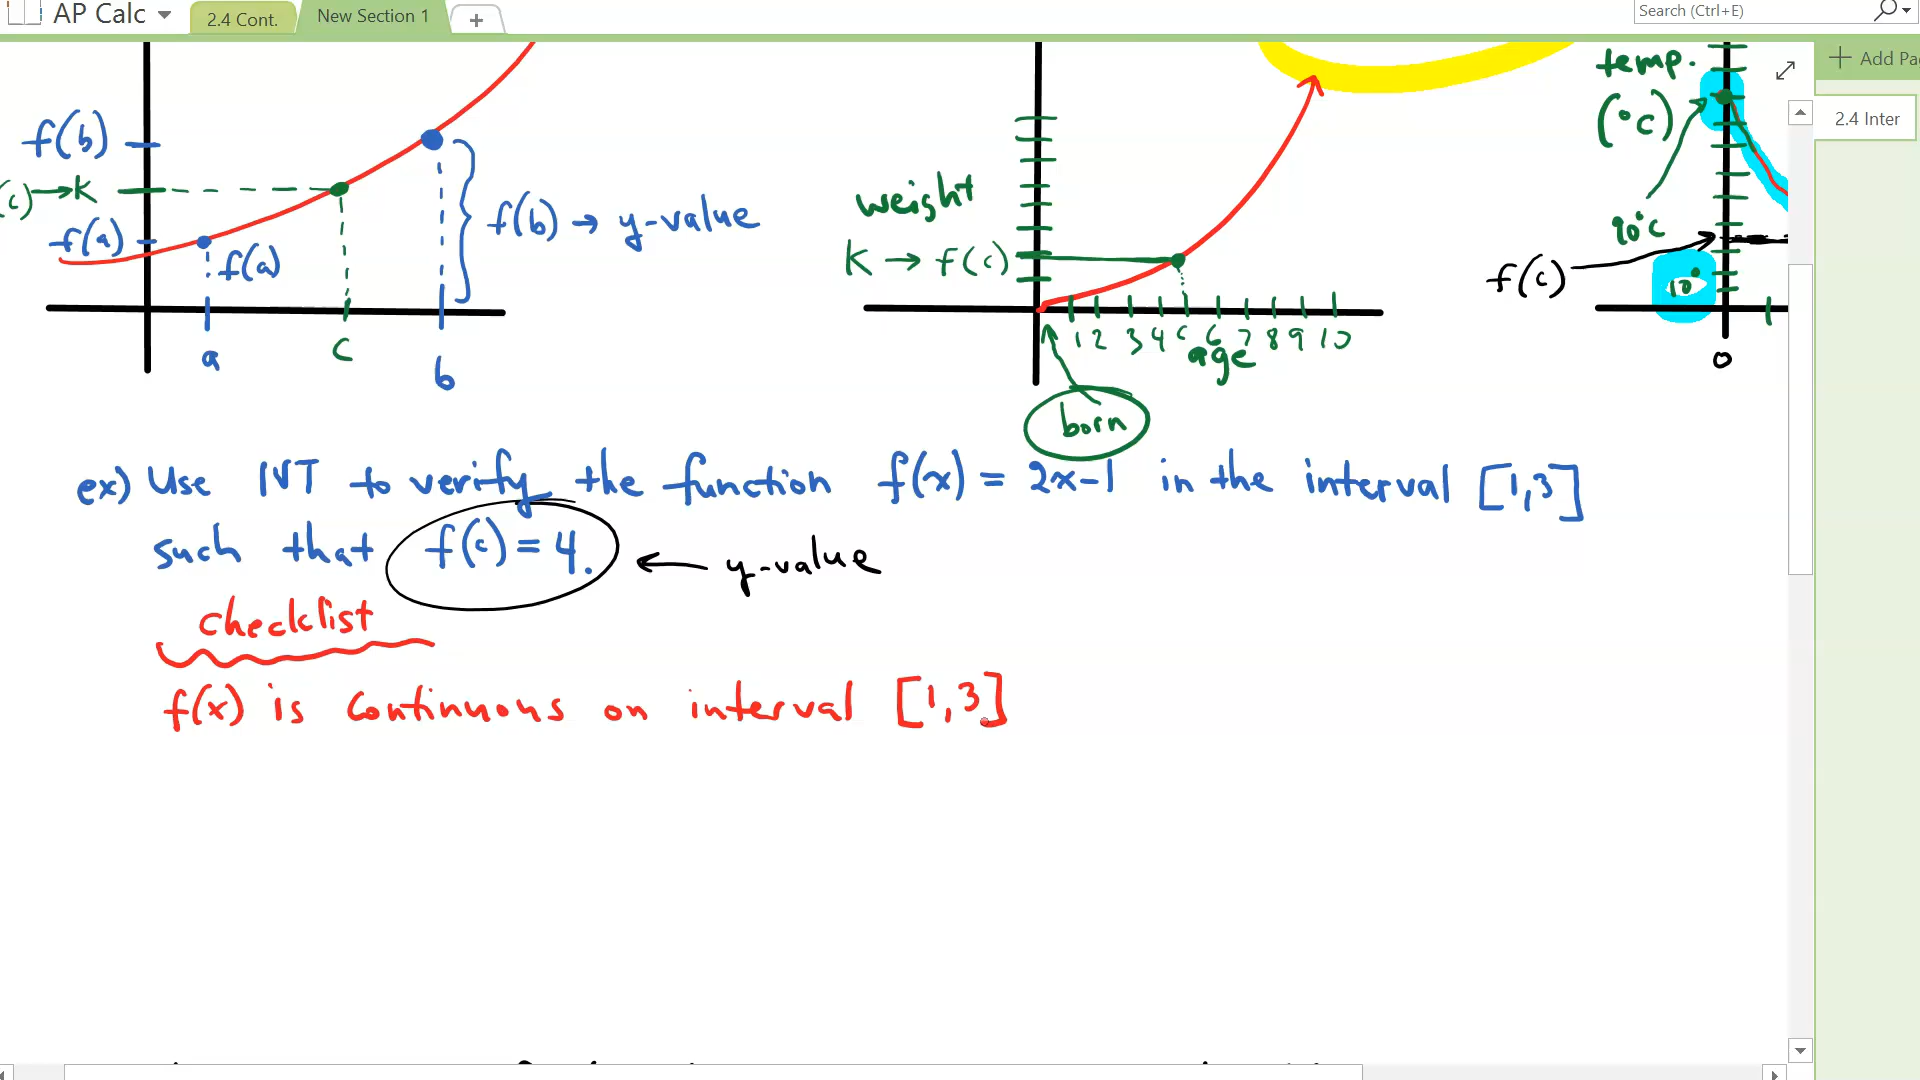 AP Calc
2.4 Cont.
New Section 1
+
Search (Ctrl+E)
Add Pa
2.4 Inter
f(b)
(c) → K
f(a)
f(a)
f(b) → y-value
a
c
b
weight
K → f(c)
1 2 3 4 5 6 7 8 9 10
age
born
temp.
(°C)
90°C
f(c)
10°
0
ex) Use IVT to verify the function f(x) = 2x-1 in the interval [1,3]
such that f(c) = 4. ← y-value
checklist
f(x) is continuous on interval [1,3]